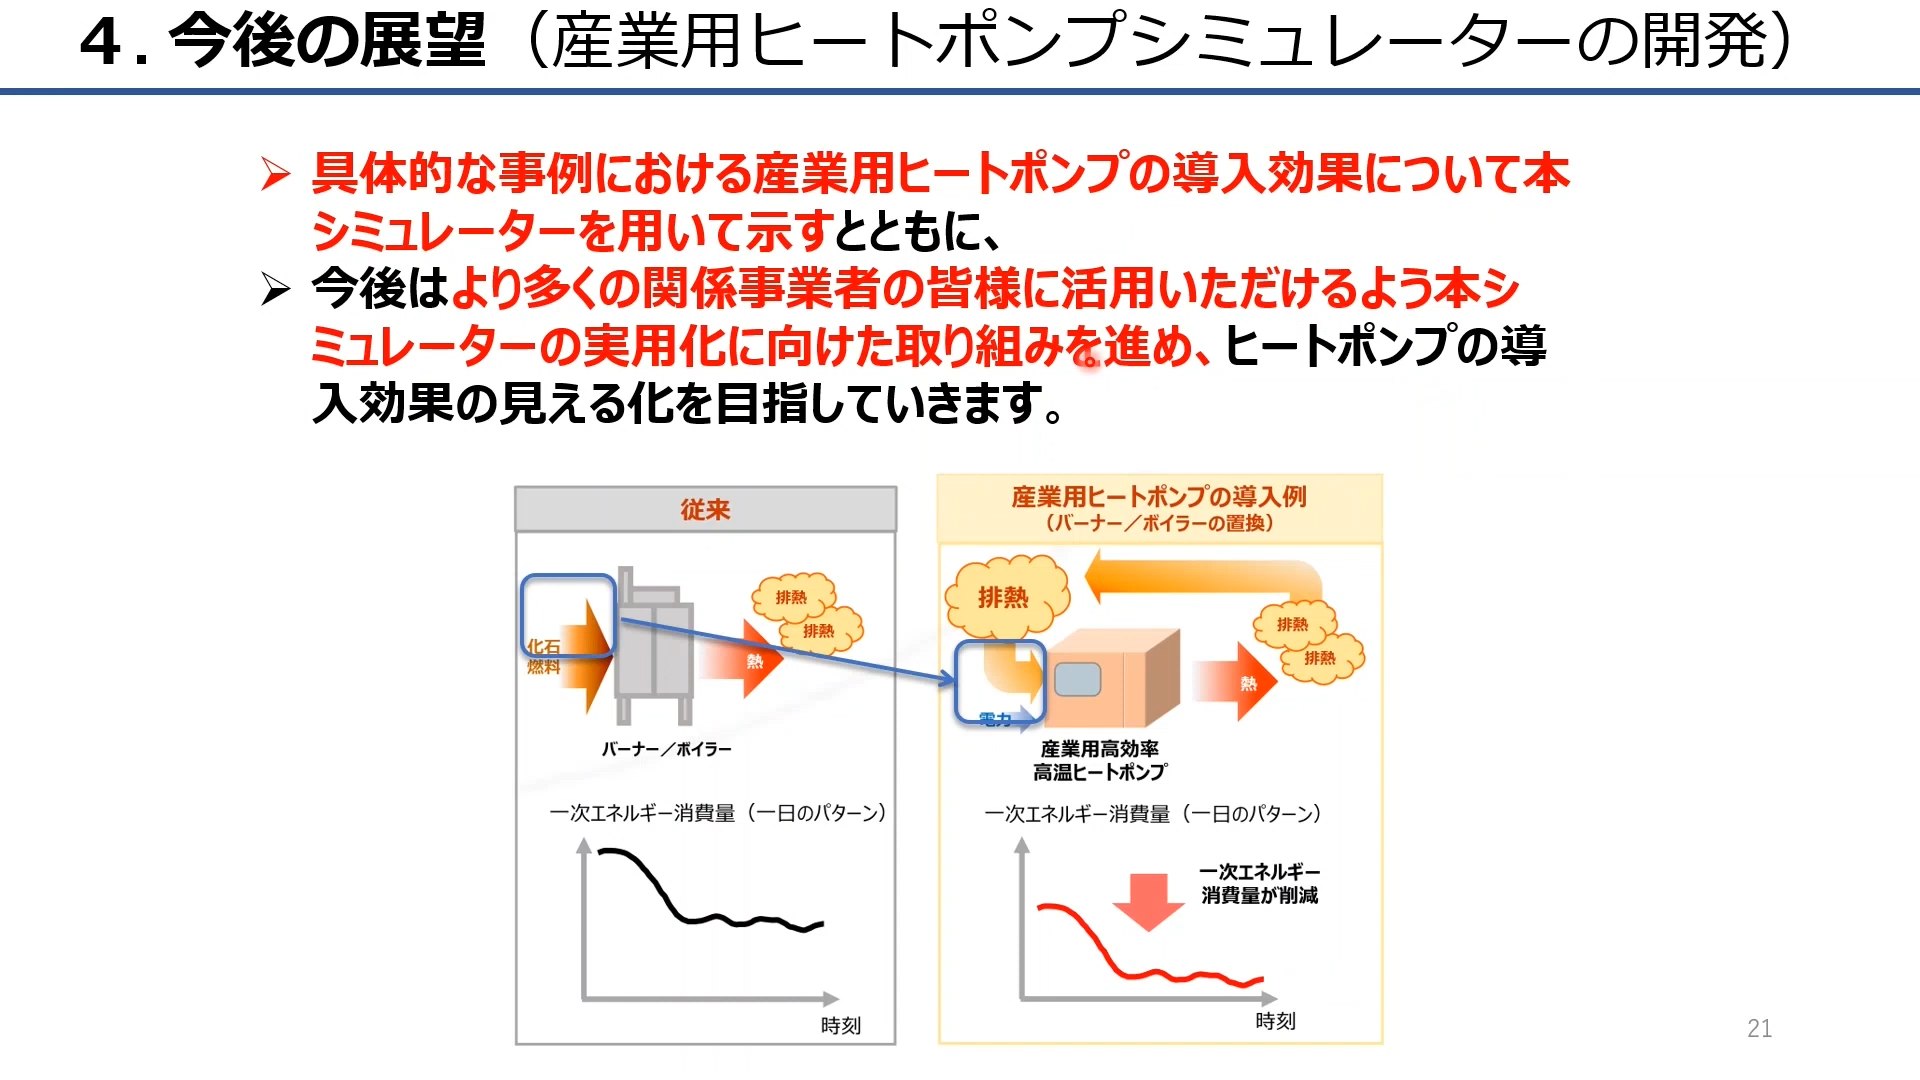 ４. 今後の展望（産業用ヒートポンプシミュレーターの開発）
➢ 具体的な事例における産業用ヒートポンプの導入効果について本
シミュレーターを用いて示すとともに、
➢ 今後はより多くの関係事業者の皆様に活用いただけるよう本シ
ミュレーターの実用化に向けた取り組みを進め、ヒートポンプの導
入効果の見える化を目指していきます。
従来
化石
燃料
熱
排熱
排熱
バーナー／ボイラー
一次エネルギー消費量（一日のパターン）
時刻
産業用ヒートポンプの導入例
（バーナー／ボイラーの置換）
排熱
電力
熱
排熱
排熱
産業用高効率
高温ヒートポンプ
一次エネルギー消費量（一日のパターン）
一次エネルギー
消費量が削減
時刻
21